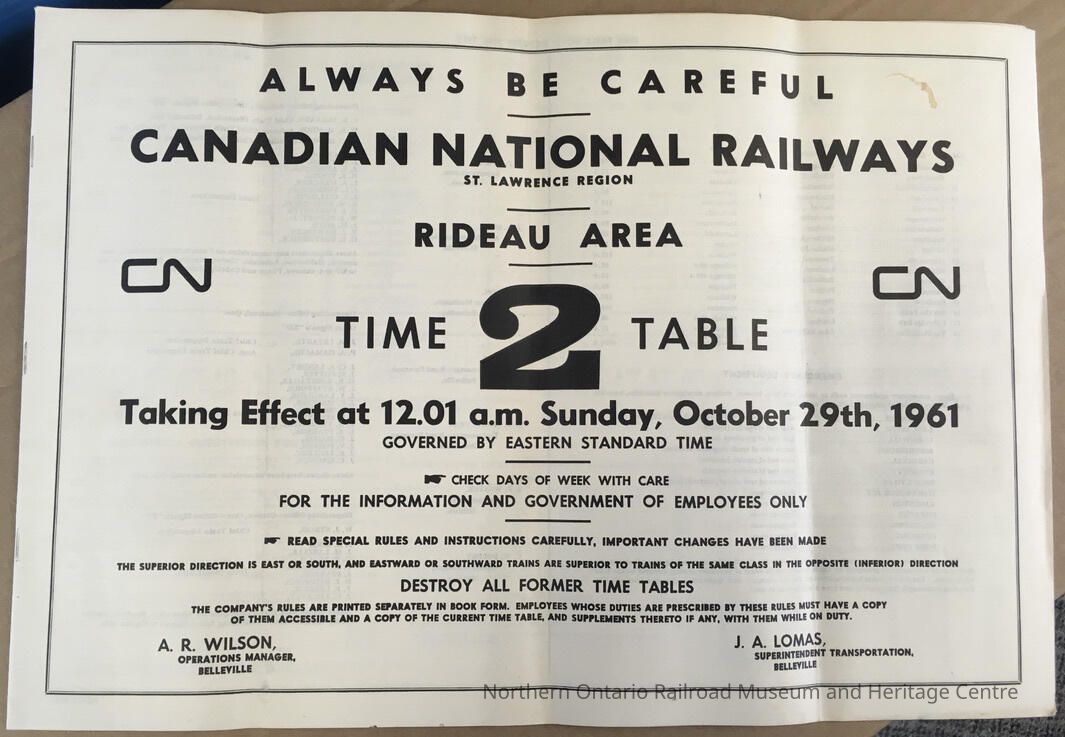 ALWAYS BE CAREFUL
CANADIAN NATIONAL RAILWAYS
ST. LAWRENCE REGION
RIDEAU AREA
CN CN
TIME 2 TABLE
Taking Effect at 12.01 a.m. Sunday, October 29th, 1961
GOVERNED BY EASTERN STANDARD TIME
☛ CHECK DAYS OF WEEK WITH CARE
FOR THE INFORMATION AND GOVERNMENT OF EMPLOYEES ONLY
☛ READ SPECIAL RULES AND INSTRUCTIONS CAREFULLY, IMPORTANT CHANGES HAVE BEEN MADE
THE SUPERIOR DIRECTION IS EAST OR SOUTH, AND EASTWARD OR SOUTHWARD TRAINS ARE SUPERIOR TO TRAINS OF THE SAME CLASS IN THE OPPOSITE (INFERIOR) DIRECTION
DESTROY ALL FORMER TIME TABLES
THE COMPANY'S RULES ARE PRINTED SEPARATELY IN BOOK FORM. EMPLOYEES WHOSE DUTIES ARE PRESCRIBED BY THESE RULES MUST HAVE A COPY
OF THEM ACCESSIBLE AND A COPY OF THE CURRENT TIME TABLE, AND SUPPLEMENTS THERETO IF ANY, WITH THEM WHILE ON DUTY.
A. R. WILSON,
OPERATIONS MANAGER,
BELLEVILLE
J. A. LOMAS,
SUPERINTENDENT TRANSPORTATION,
BELLEVILLE
Northern Ontario Railroad Museum and Heritage Centre